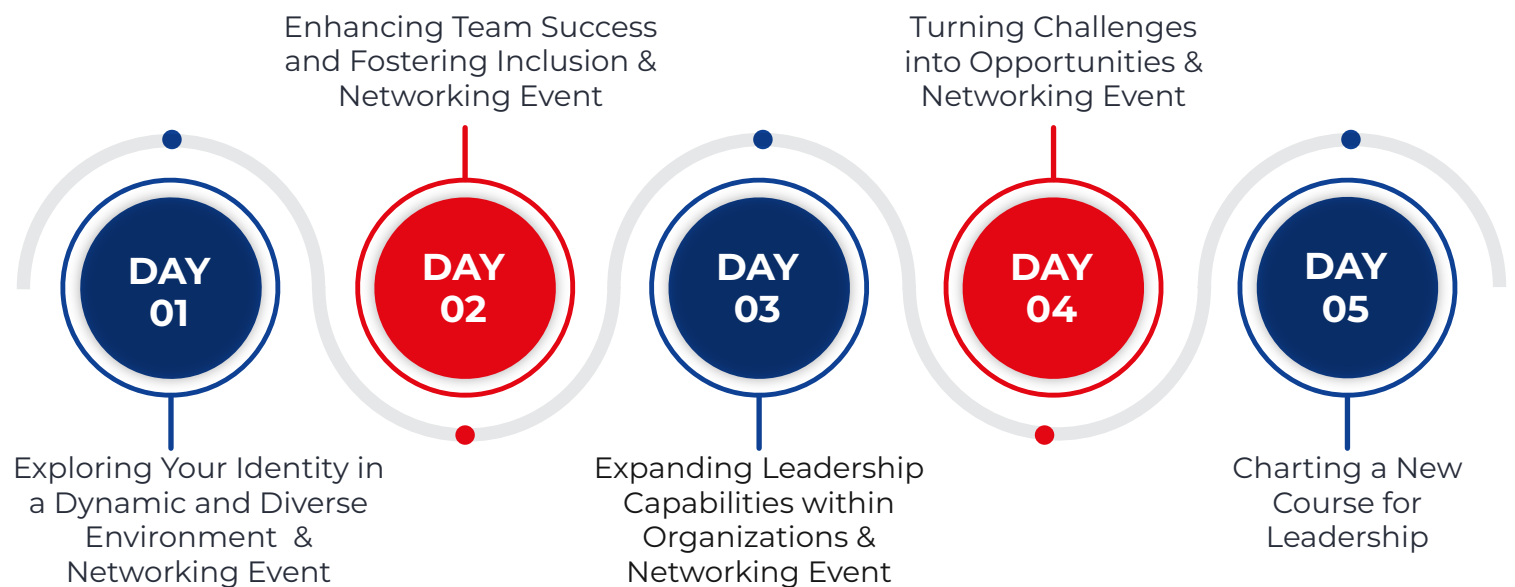 DAY
01
Exploring Your Identity in
a Dynamic and Diverse
Environment  &
Networking Event
Enhancing Team Success
and Fostering Inclusion &
Networking Event
DAY
02
DAY
03
Expanding Leadership
Capabilities within
Organizations &
Networking Event
Turning Challenges
into Opportunities &
Networking Event
DAY
04
DAY
05
Charting a New
Course for
Leadership